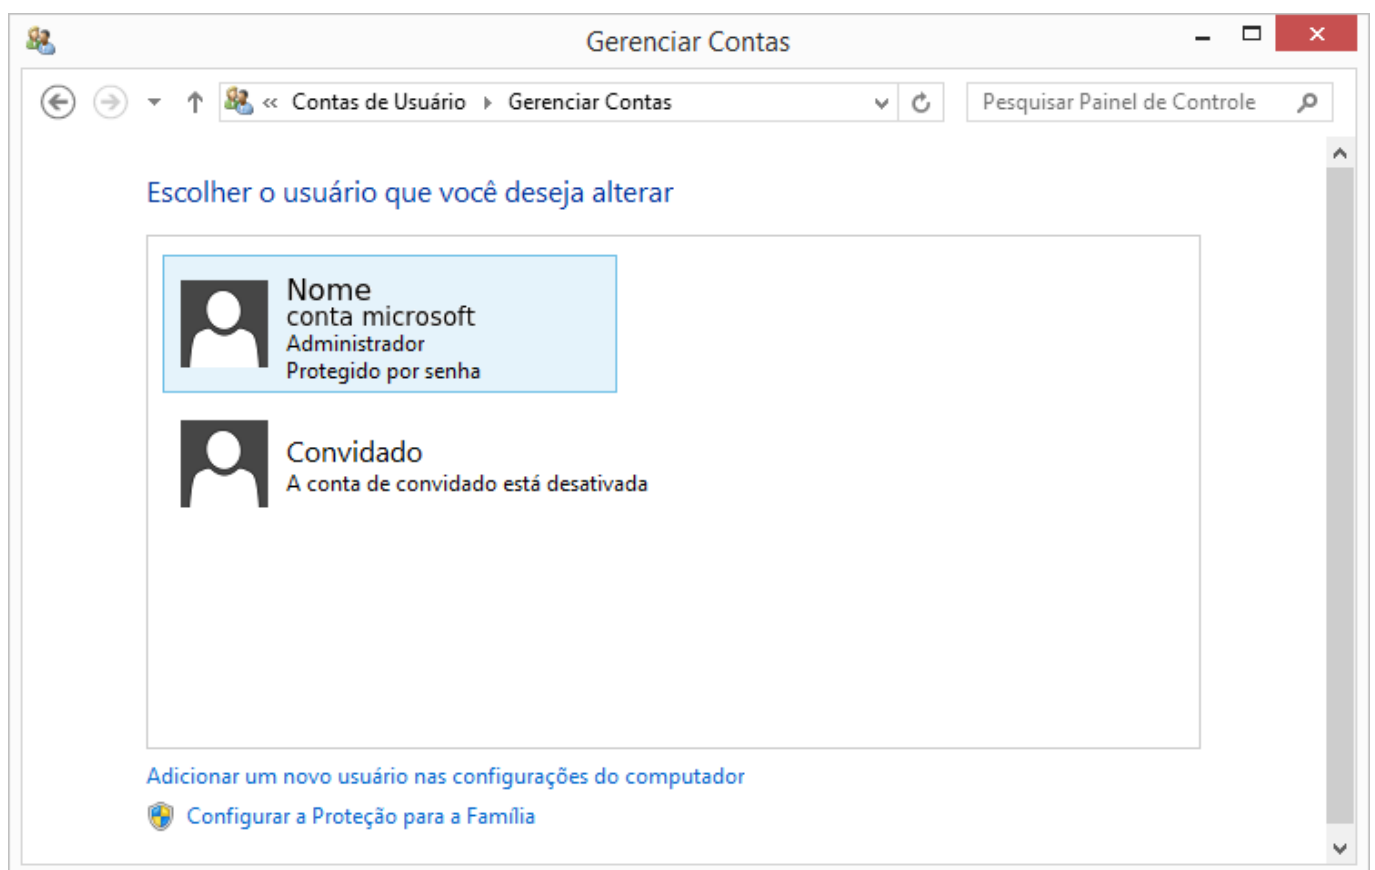 Gerenciar Contas
« Contas de Usuário Gerenciar Contas
Pesquisar Painel de Controle
Escolher o usuário que você deseja alterar
Nome
conta microsoft
Administrador
Protegido por senha
Convidado
A conta de convidado está desativada
Adicionar um novo usuário nas configurações do computador
Configurar a Proteção para a Família